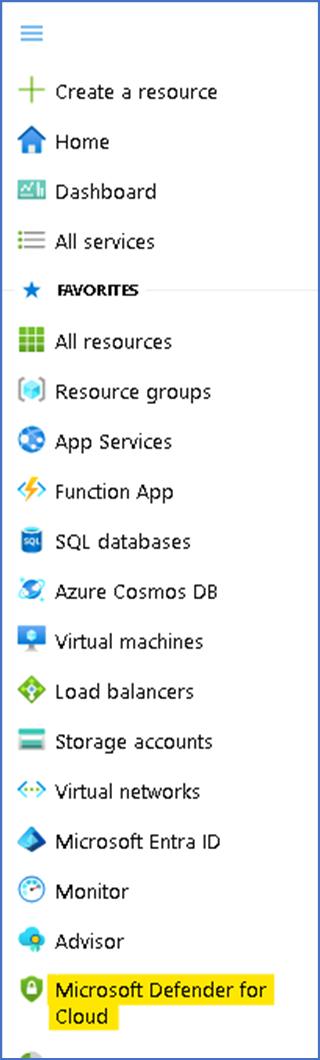 Create a resource
Home
Dashboard
All services
FAVORITES
All resources
Resource groups
App Services
Function App
SQL
SQL databases
Azure Cosmos DB
Virtual machines
Load balancers
Storage accounts
Virtual networks
Microsoft Entra ID
Monitor
Advisor
Microsoft Defender for
Cloud